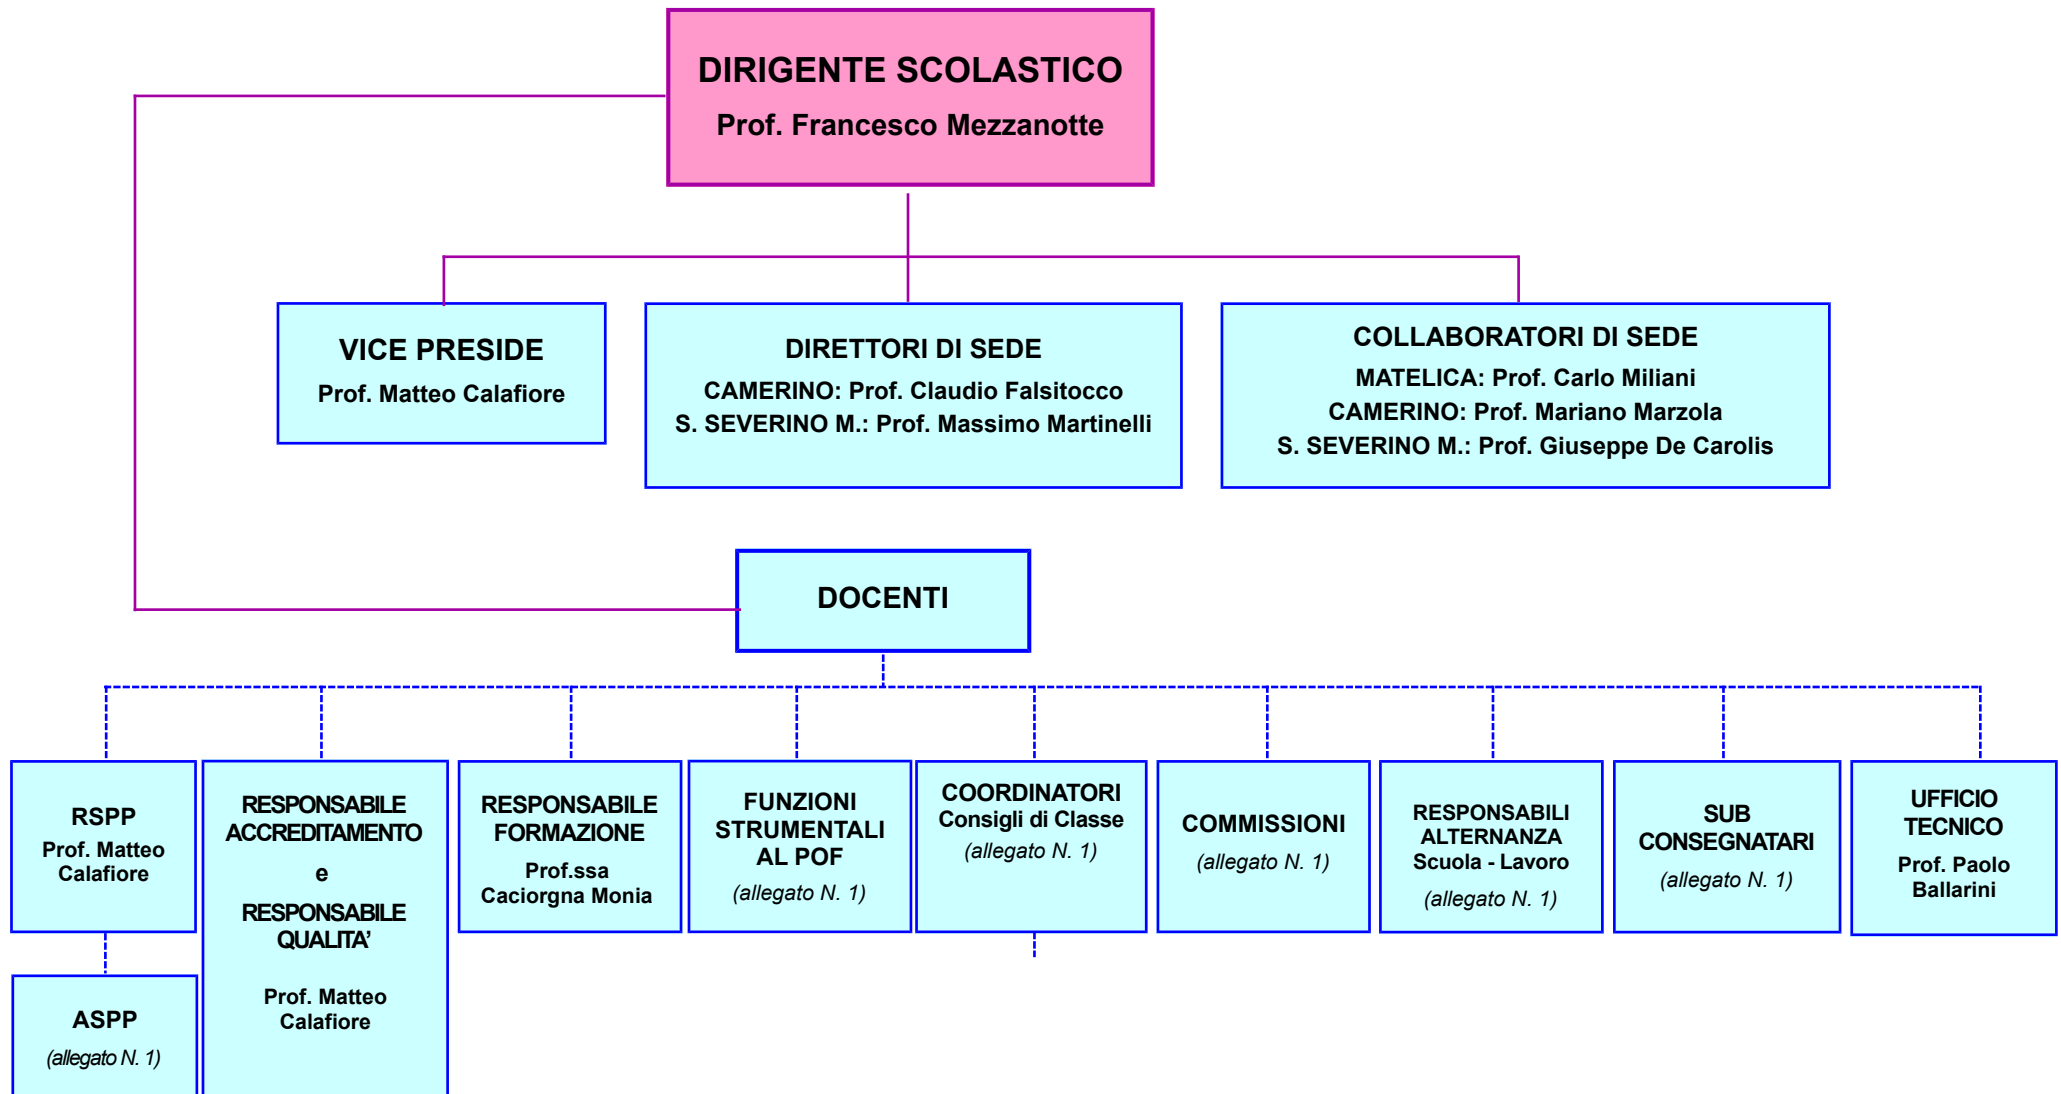 DIRIGENTE SCOLASTICO
Prof. Francesco Mezzanotte
VICE PRESIDE
Prof. Matteo Calafiore
DIRETTORI DI SEDE
CAMERINO: Prof. Claudio Falsitocco
S. SEVERINO M.: Prof. Massimo Martinelli
COLLABORATORI DI SEDE
MATELICA: Prof. Carlo Miliani
CAMERINO: Prof. Mariano Marzola
S. SEVERINO M.: Prof. Giuseppe De Carolis
DOCENTI
RSPP
Prof. Matteo
Calafiore
ASPP
(allegato N. 1)
RESPONSABILE
ACCREDITAMENTO
e
RESPONSABILE
QUALITA’
Prof. Matteo
Calafiore
RESPONSABILE
FORMAZIONE
Prof.ssa
Caciorgna Monia
FUNZIONI
STRUMENTALI
AL POF
(allegato N. 1)
COORDINATORI
Consigli di Classe
(allegato N. 1)
COMMISSIONI
(allegato N. 1)
RESPONSABILI
ALTERNANZA
Scuola - Lavoro
(allegato N. 1)
SUB
CONSEGNATARI
(allegato N. 1)
UFFICIO
TECNICO
Prof. Paolo
Ballarini